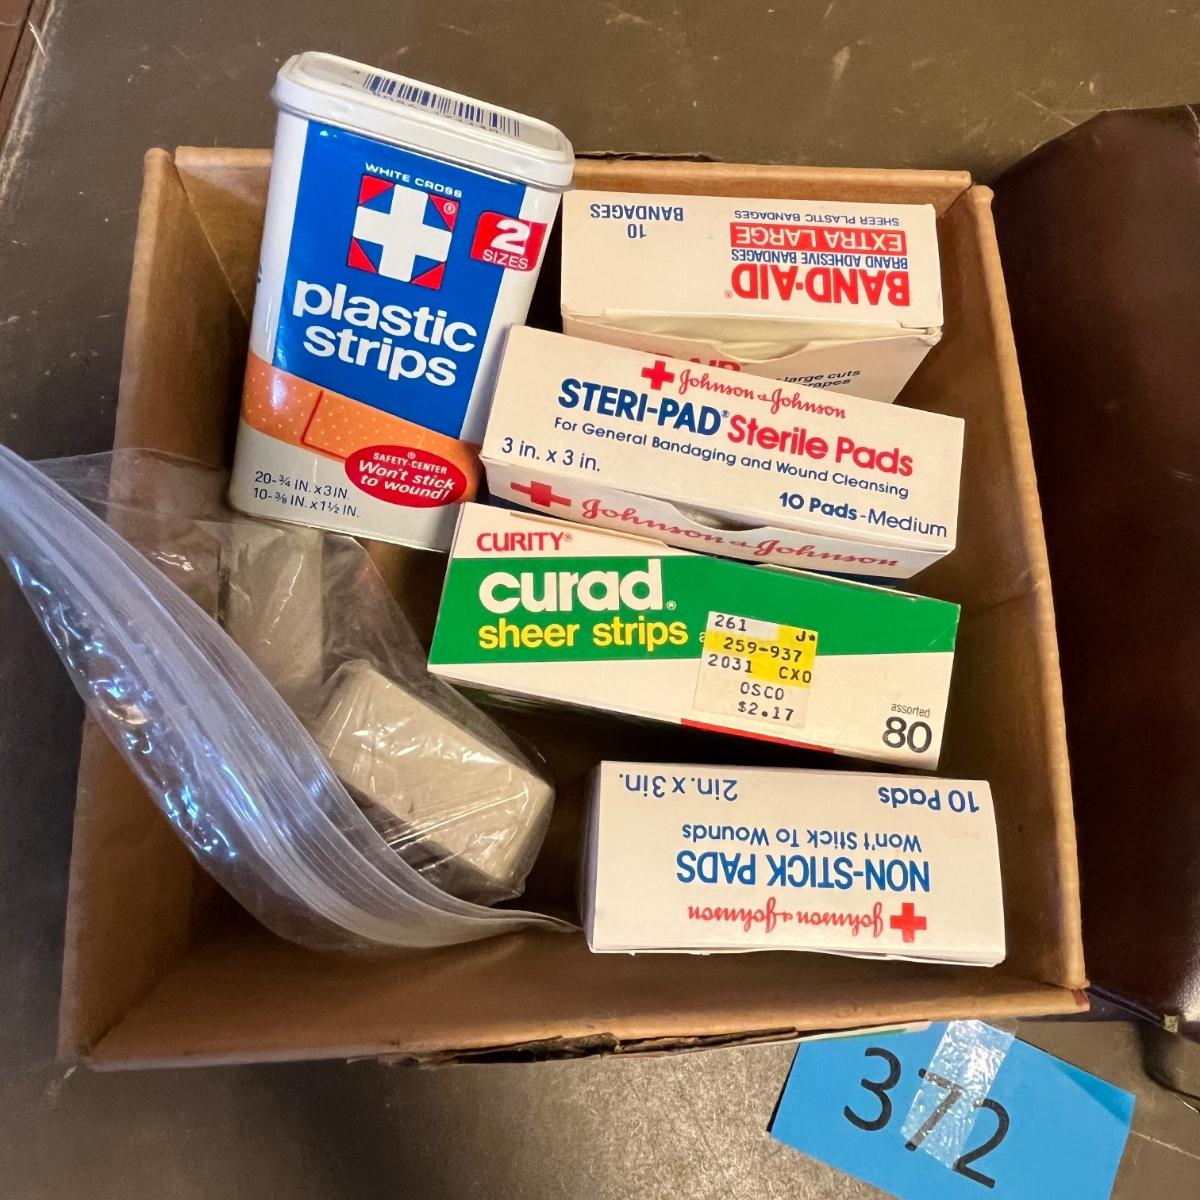 WHITE CROSS
®
2
SIZES
plastic
strips
SAFETY-CENTER®
Won't stick
to wound!
20-¾ IN. x 3 IN.
10-⅜ IN. x 1½ IN.
BAND-AID®
BRAND ADHESIVE BANDAGES
EXTRA LARGE
SHEER PLASTIC BANDAGES
10
BANDAGES
large cuts
Johnson & Johnson
STERI-PAD® Sterile Pads
For General Bandaging and Wound Cleansing
3 in. x 3 in.
10 Pads-Medium
Johnson & Johnson
CURITY®
curad®
sheer strips
261 J*
259-937
2031 CXO
OSCO
$2.17
assorted
80
Johnson & Johnson
NON-STICK PADS
Won't Stick To Wounds
10 Pads 2in. x 3in.
372